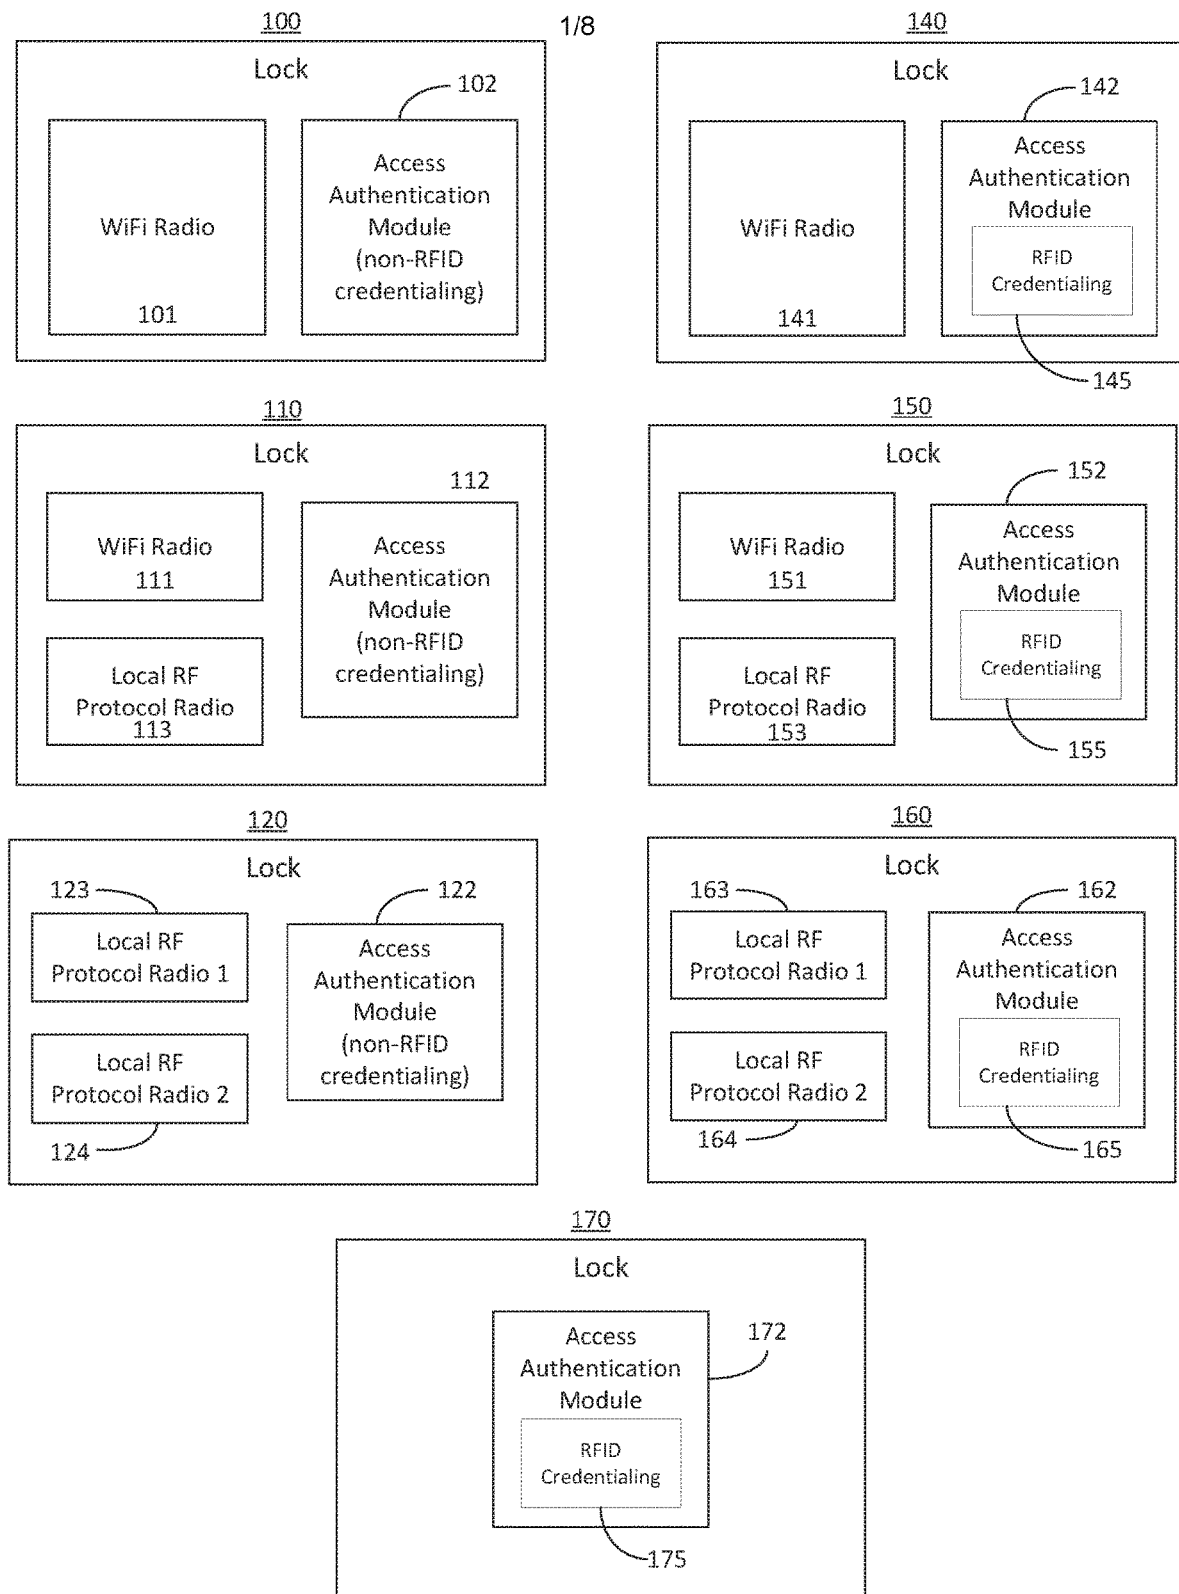 1/8
100
Lock
102
WiFi Radio
101
Access
Authentication
Module
(non-RFID
credentialing)
140
Lock
142
WiFi Radio
141
Access
Authentication
Module
RFID
Credentialing
145
110
Lock
112
WiFi Radio
111
Local RF
Protocol Radio
113
Access
Authentication
Module
(non-RFID
credentialing)
150
Lock
152
WiFi Radio
151
Local RF
Protocol Radio
153
Access
Authentication
Module
RFID
Credentialing
155
120
Lock
123
122
Local RF
Protocol Radio 1
Local RF
Protocol Radio 2
124
Access
Authentication
Module
(non-RFID
credentialing)
160
Lock
163
162
Local RF
Protocol Radio 1
Local RF
Protocol Radio 2
164
Access
Authentication
Module
RFID
Credentialing
165
170
Lock
172
Access
Authentication
Module
RFID
Credentialing
175